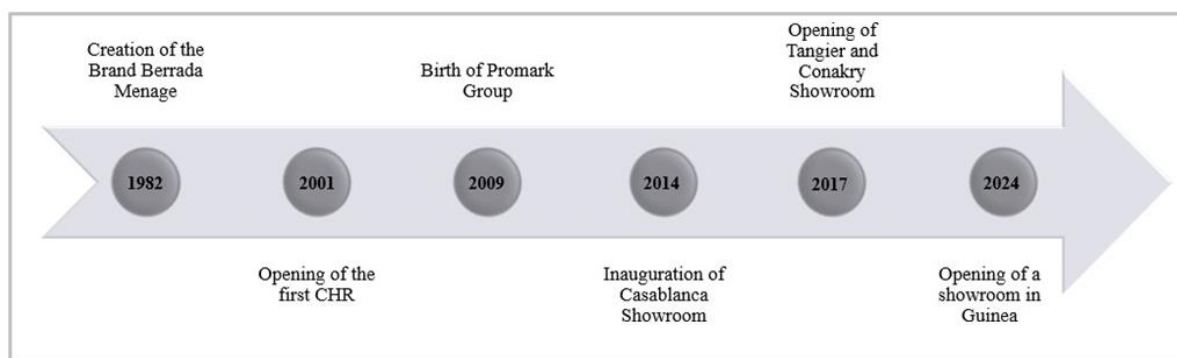 Creation of the
Brand Berrada
Menage
1982
2001
Opening of the
first CHR
Birth of Promark
Group
2009
2014
Inauguration of
Casablanca
Showroom
Opening of
Tangier and
Conakry
Showroom
2017
2024
Opening of a
showroom in
Guinea